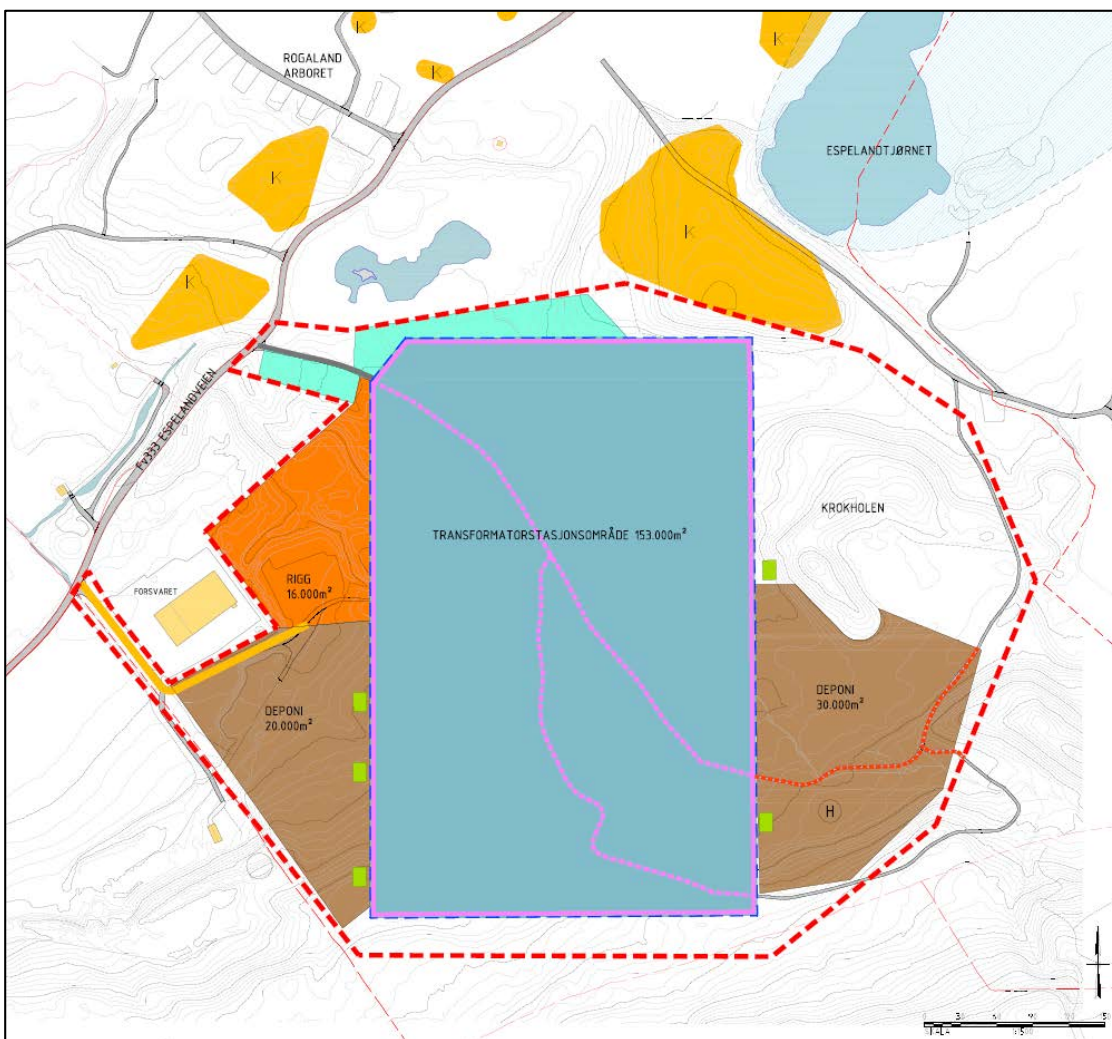 K
K
K
ROGALAND
ARBORET
ESPELANDTJØRNET
K
K
K
Fv333 ESPELANDVEIEN
TRANSFORMATORSTASJONSOMRÅDE 153.000m²
KROKHOLEN
FORSVARET
RIGG
16.000m²
DEPONI
20.000m²
DEPONI
30.000m²
H